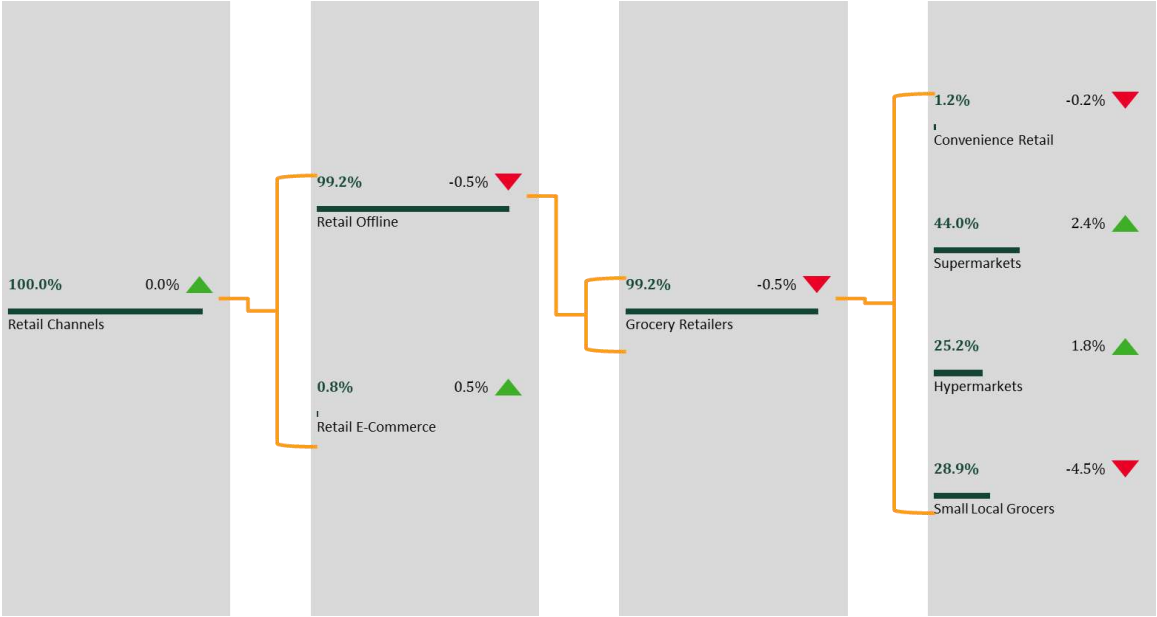 100.0% 0.0%
Retail Channels
99.2% -0.5%
Retail Offline
0.8% 0.5%
Retail E-Commerce
99.2% -0.5%
Grocery Retailers
1.2% -0.2%
Convenience Retail
44.0% 2.4%
Supermarkets
25.2% 1.8%
Hypermarkets
28.9% -4.5%
Small Local Grocers